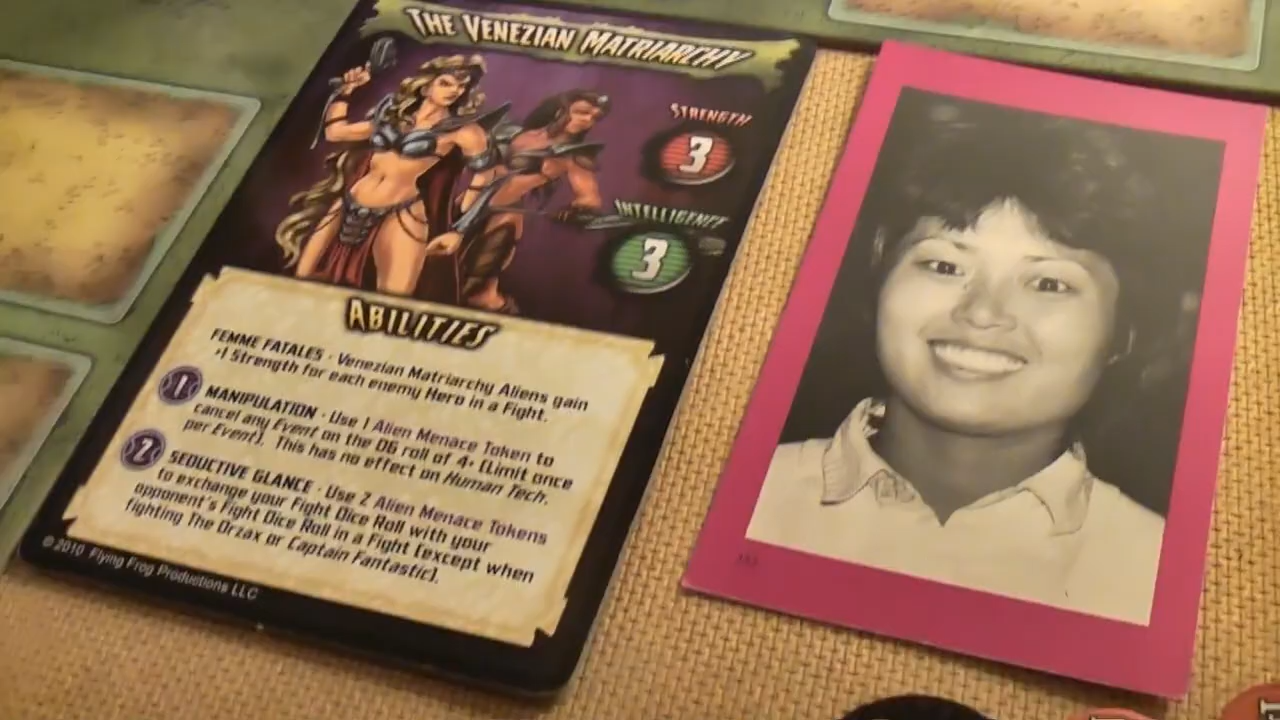 THE VENEZIAN MATRIARCHY
STRENGTH
3
INTELLIGENCE
3
ABILITIES
FEMME FATALES - Venezian Matriarchy Aliens gain
+1 Strength for each enemy Hero in a Fight.
1
MANIPULATION - Use 1 Alien Menace Token to
cancel any Event on the D6 roll of 4+ (Limit once
per Event). This has no effect on Human Tech.
2
SEDUCTIVE GLANCE - Use 2 Alien Menace Tokens
to exchange your Fight Dice Roll with your
opponent's Fight Dice Roll in a Fight (except when
fighting The Orzax or Captain Fantastic).
© 2010 Flying Frog Productions LLC